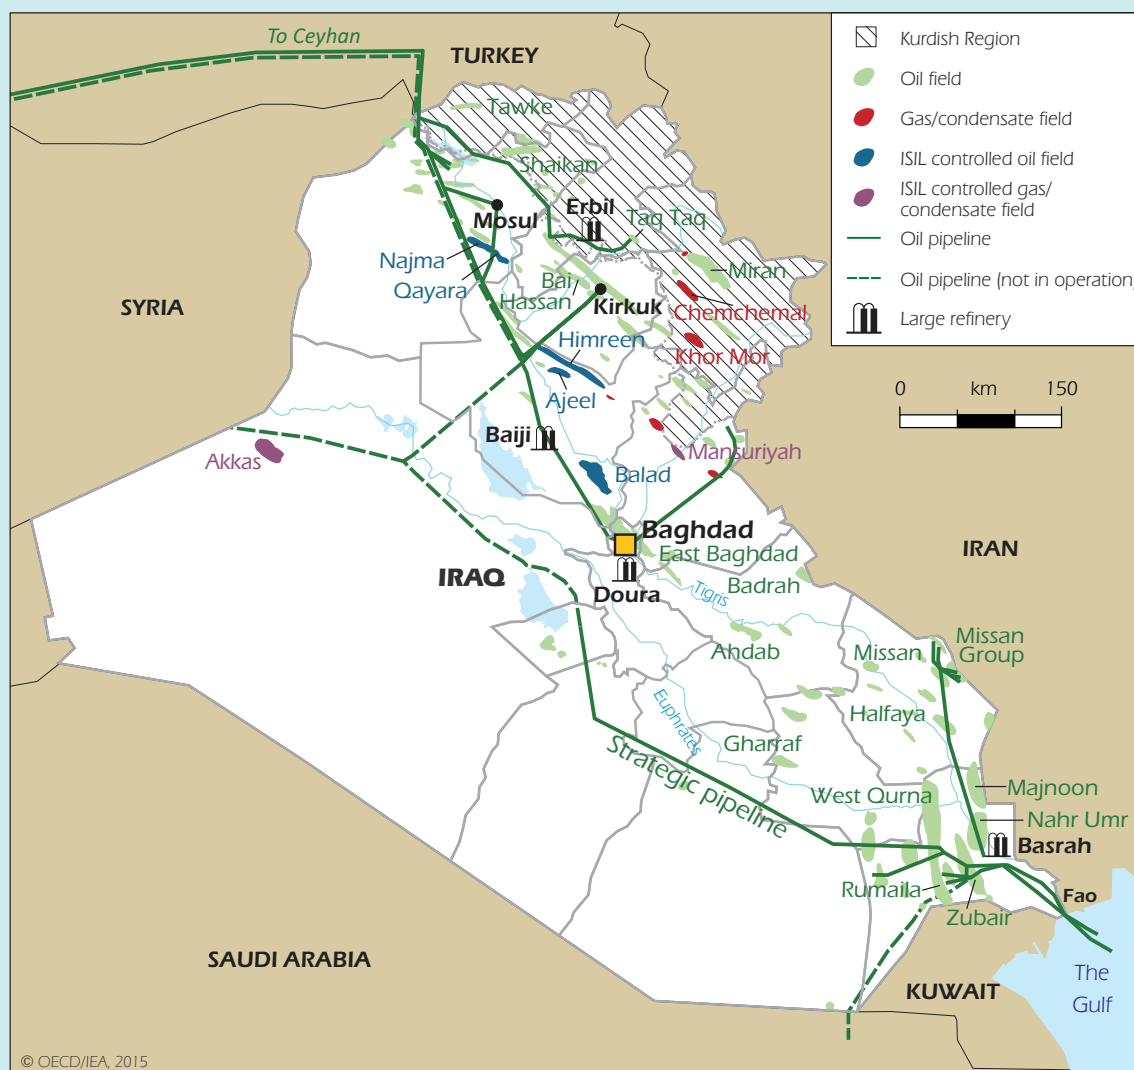 To Ceyhan
TURKEY
Kurdish Region
Oil field
Gas/condensate field
ISIL controlled oil field
ISIL controlled gas/
condensate field
Oil pipeline
Oil pipeline (not in operation)
Large refinery
0 km 150
Tawke
Shaikan
Mosul
Erbil
Taq Taq
Najma
Qayara
Bai
Hassan
Kirkuk
Miran
Chemchemal
Khor Mor
SYRIA
Himreen
Ajeel
Baiji
Akkas
Mansuriyah
Balad
Baghdad
East Baghdad
IRAN
IRAQ
Doura
Tigris
Badrah
Ahdab
Missan
Missan
Group
Euphrates
Halfaya
Gharraf
Strategic pipeline
West Qurna
Majnoon
Nahr Umr
Basrah
Rumaila
Zubair
Fao
SAUDI ARABIA
KUWAIT
The
Gulf
© OECD/IEA, 2015